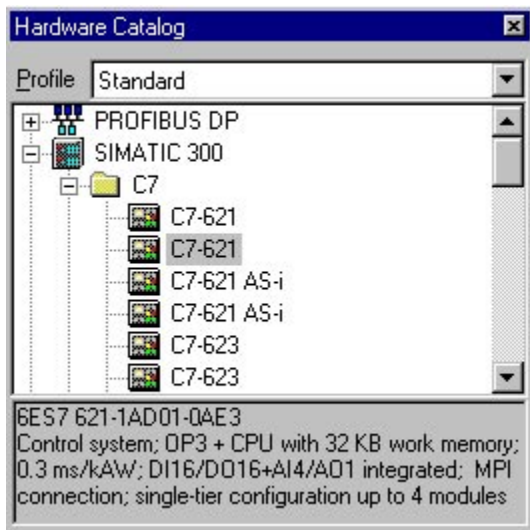 Hardware Catalog
Profile Standard
PROFIBUS DP
SIMATIC 300
C7
C7-621
C7-621
C7-621 AS-i
C7-621 AS-i
C7-623
C7-623
6ES7 621-1AD01-0AE3
Control system; OP3 + CPU with 32 KB work memory;
0.3 ms/kAW; DI16/DO16+AI4/AO1 integrated; MPI
connection; single-tier configuration up to 4 modules